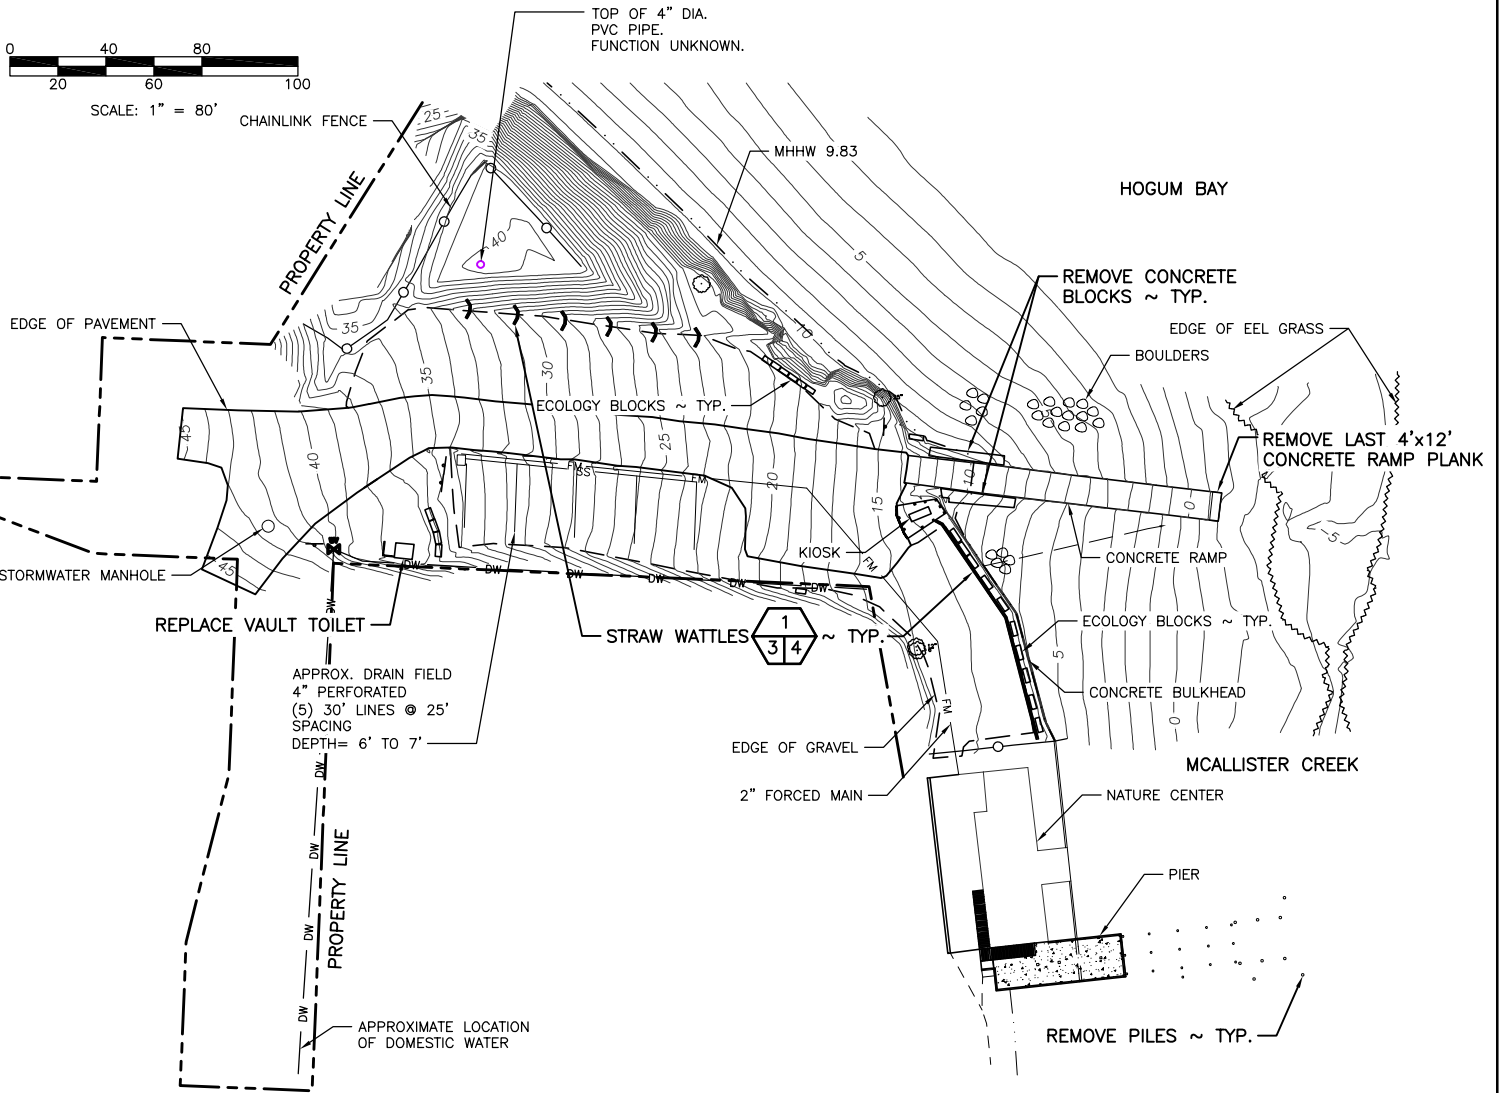 TOP OF 4" DIA.
PVC PIPE.
FUNCTION UNKNOWN.
0 40 80
20 60 100
SCALE: 1" = 80'
CHAINLINK FENCE
25
35
MHHW 9.83
HOGUM BAY
PROPERTY LINE
40
5
REMOVE CONCRETE
BLOCKS ~ TYP.
10
EDGE OF PAVEMENT
35
EDGE OF EEL GRASS
BOULDERS
35
30
ECOLOGY BLOCKS ~ TYP.
45
40
25
REMOVE LAST 4'x12'
CONCRETE RAMP PLANK
FM
SS
FM
20
15
10
0
-5
KIOSK
FM
CONCRETE RAMP
STORMWATER MANHOLE
45
DW
DW
DW
DW
DW
DW
DW
REPLACE VAULT TOILET
STRAW WATTLES
1
3 4
~ TYP.
ECOLOGY BLOCKS ~ TYP.
5
APPROX. DRAIN FIELD
4" PERFORATED
(5) 30' LINES @ 25'
SPACING
DEPTH= 6' TO 7'
CONCRETE BULKHEAD
FM
0
EDGE OF GRAVEL
MCALLISTER CREEK
DW
2" FORCED MAIN
NATURE CENTER
DW
PROPERTY LINE
PIER
DW
DW
APPROXIMATE LOCATION
OF DOMESTIC WATER
REMOVE PILES ~ TYP.